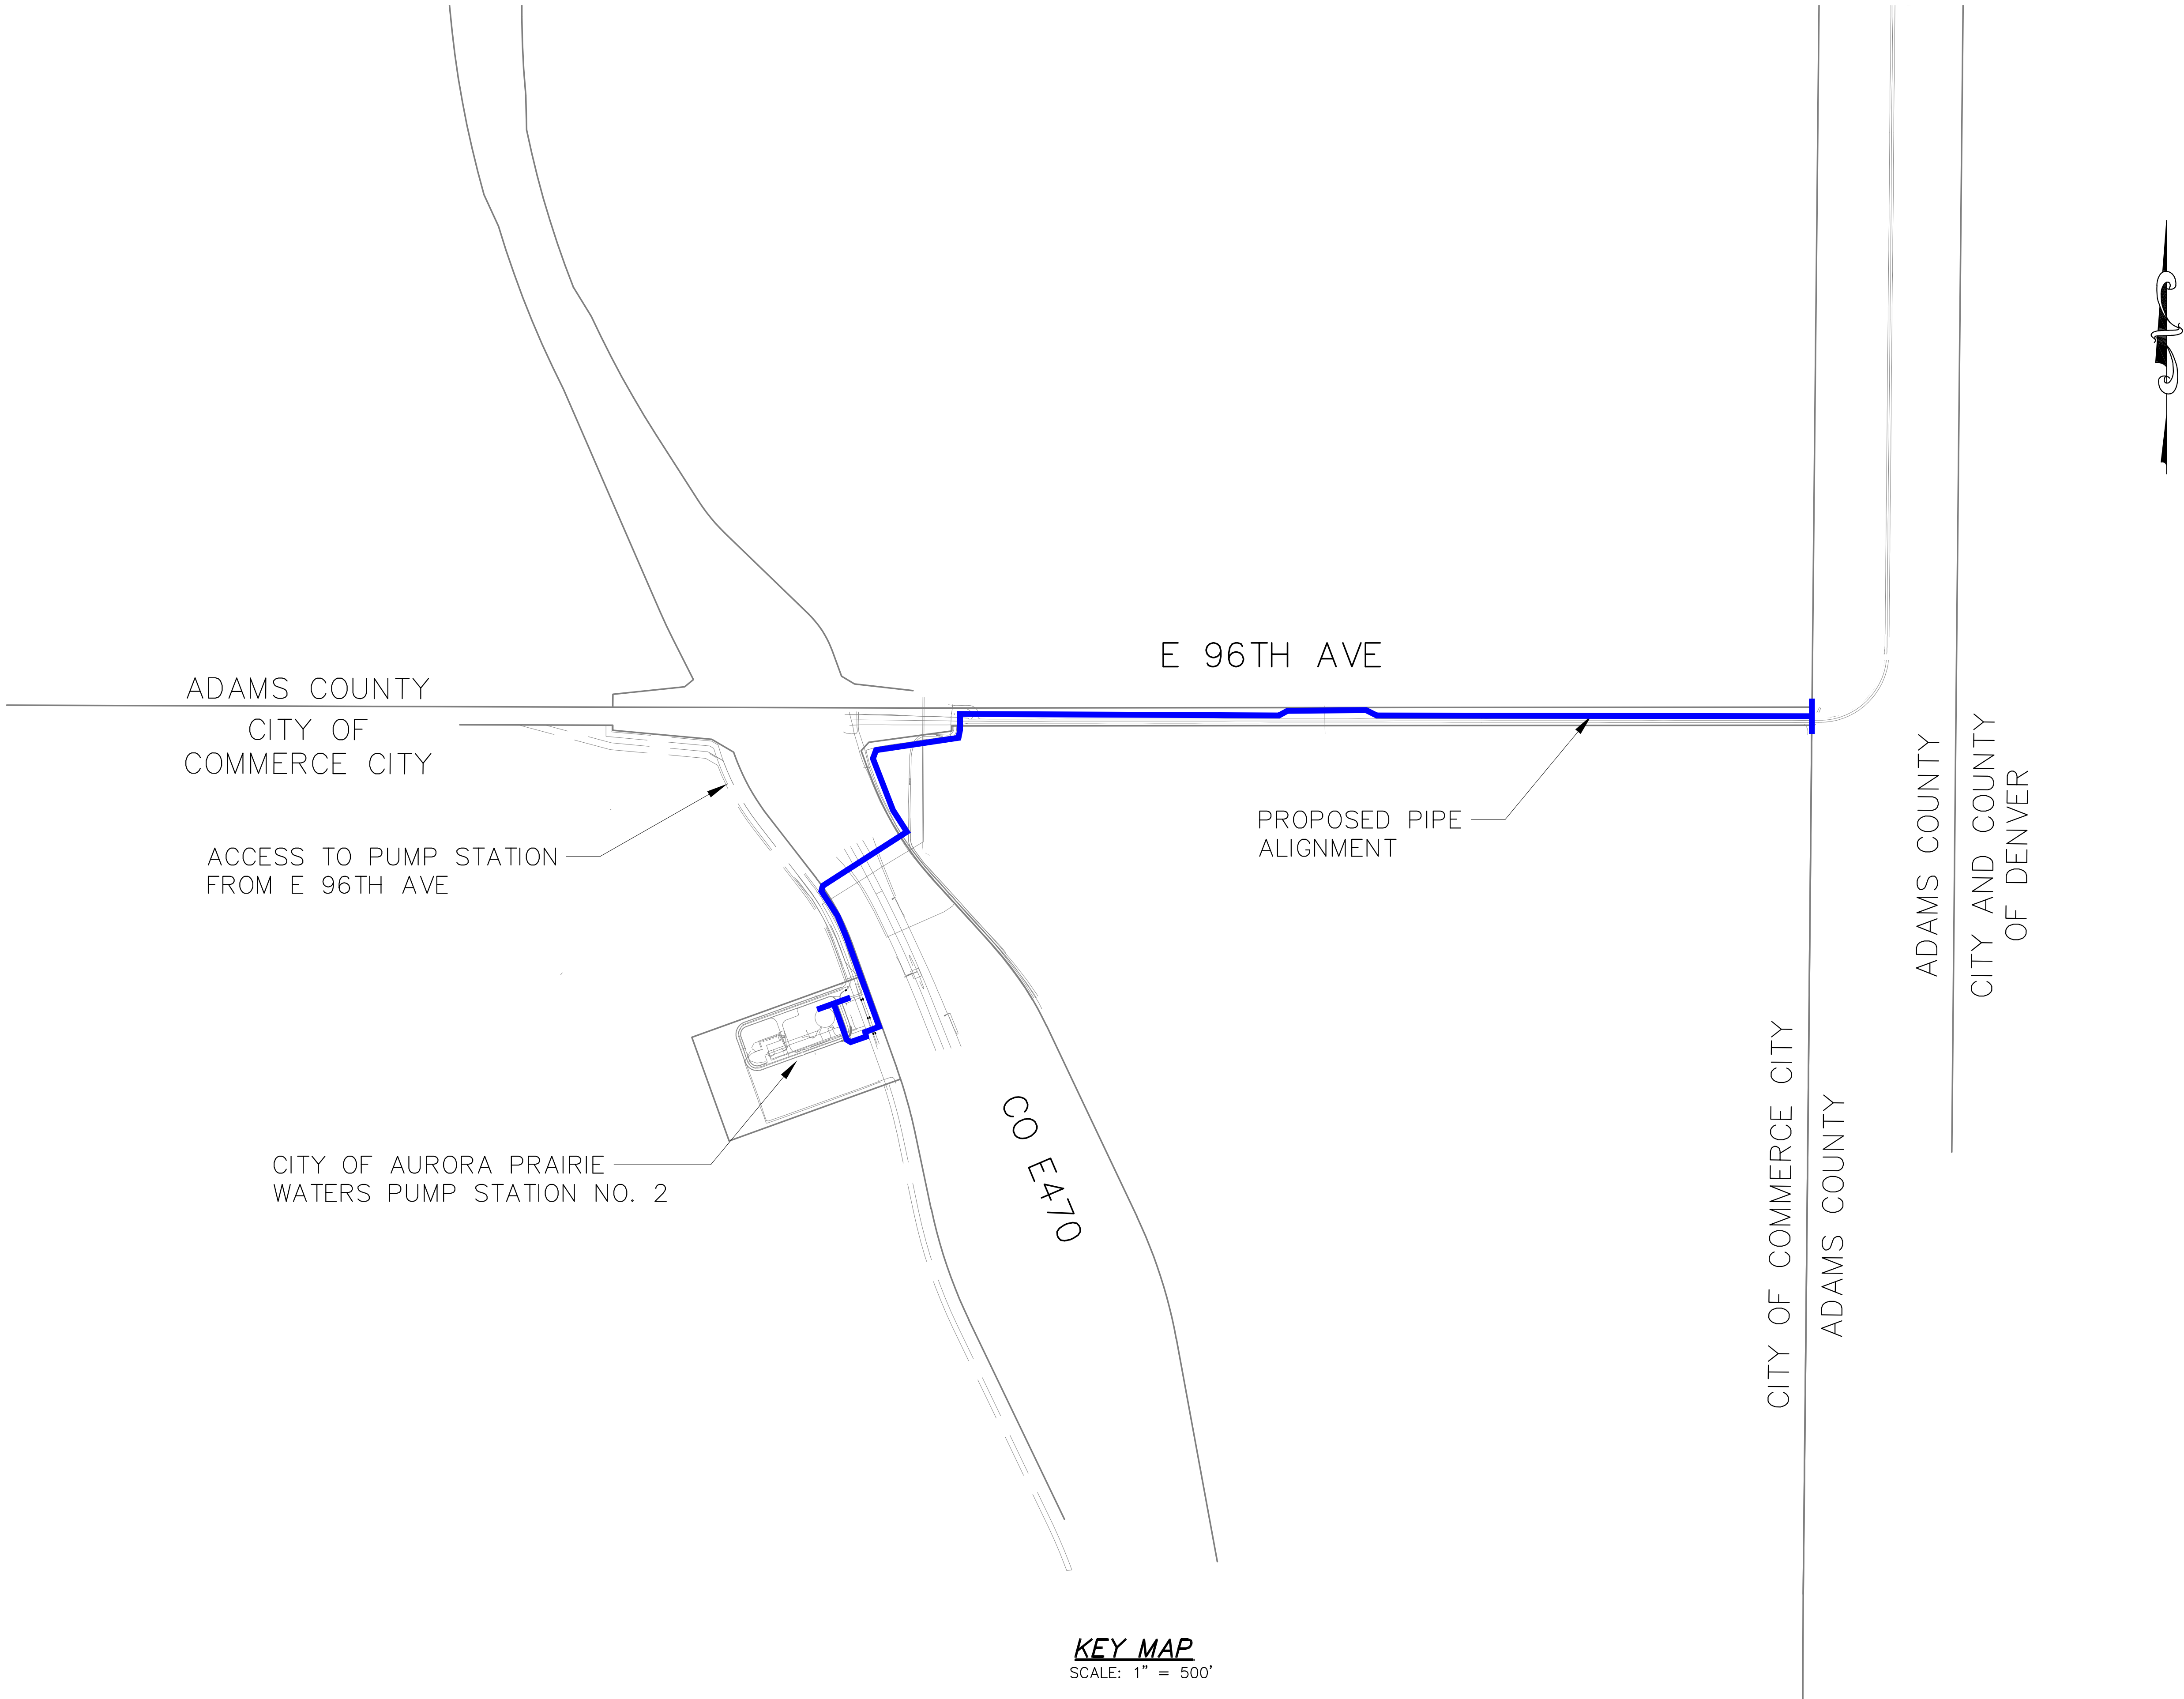 E 96TH AVE
ADAMS COUNTY
CITY OF
COMMERCE CITY
ACCESS TO PUMP STATION
FROM E 96TH AVE
PROPOSED PIPE
ALIGNMENT
CITY OF AURORA PRAIRIE
WATERS PUMP STATION NO. 2
CO E470
CITY OF COMMERCE CITY
ADAMS COUNTY
ADAMS COUNTY
CITY AND COUNTY
OF DENVER
KEY MAP
SCALE: 1" = 500'